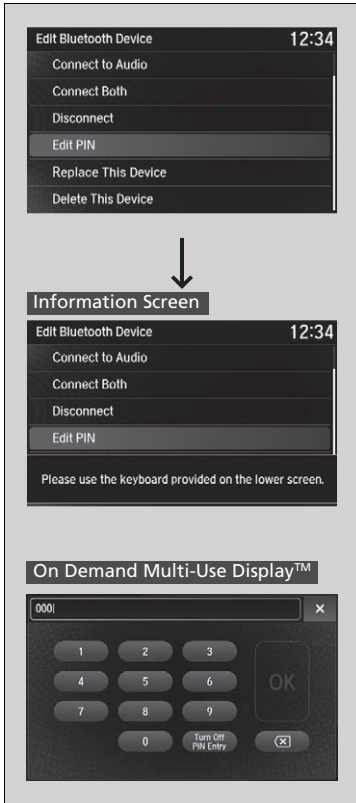 Edit Bluetooth Device 12:34
Connect to Audio
Connect Both
Disconnect
Edit PIN
Replace This Device
Delete This Device
Information Screen
Edit Bluetooth Device 12:34
Connect to Audio
Connect Both
Disconnect
Edit PIN
Please use the keyboard provided on the lower screen.
On Demand Multi-Use Display™
000 ×
1 2 3
4 5 6
OK
7 8 9
0 Turn Off
PIN Entry